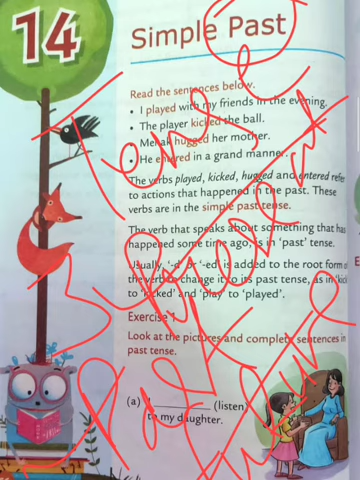 14
Simple Past
Tense
Read the sentences below.
• I played with my friends in the evening.
• The player kicked the ball.
• Mehak hugged her mother.
• He entered in a grand manner.
The verbs played, kicked, hugged and entered refer
to actions that happened in the past. These
verbs are in the simple past tense.
The verb that speaks about something that has
happened some time ago, is in 'past' tense.
Usually, '-d' or '-ed' is added to the root form of
the verb to change it to its past tense, as in 'kick'
to 'kicked' and 'play' to 'played'.
Exercise 1
Look at the pictures and complete sentences in
past tense.
(a) I (listen)
to my daughter.
3
Present
Past
Future